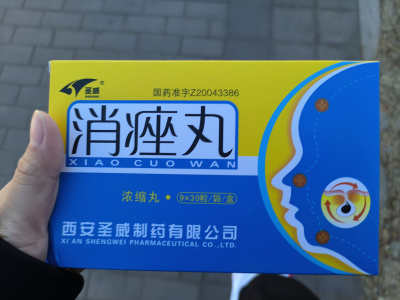 圣威
国药准字Z20043386
消痤丸
XIAO CUO WAN
浓缩丸 • 9×30粒/袋/盒
西安圣威制药有限公司
XI'AN SHENGWEI PHARMACEUTICAL CO.,LTD.